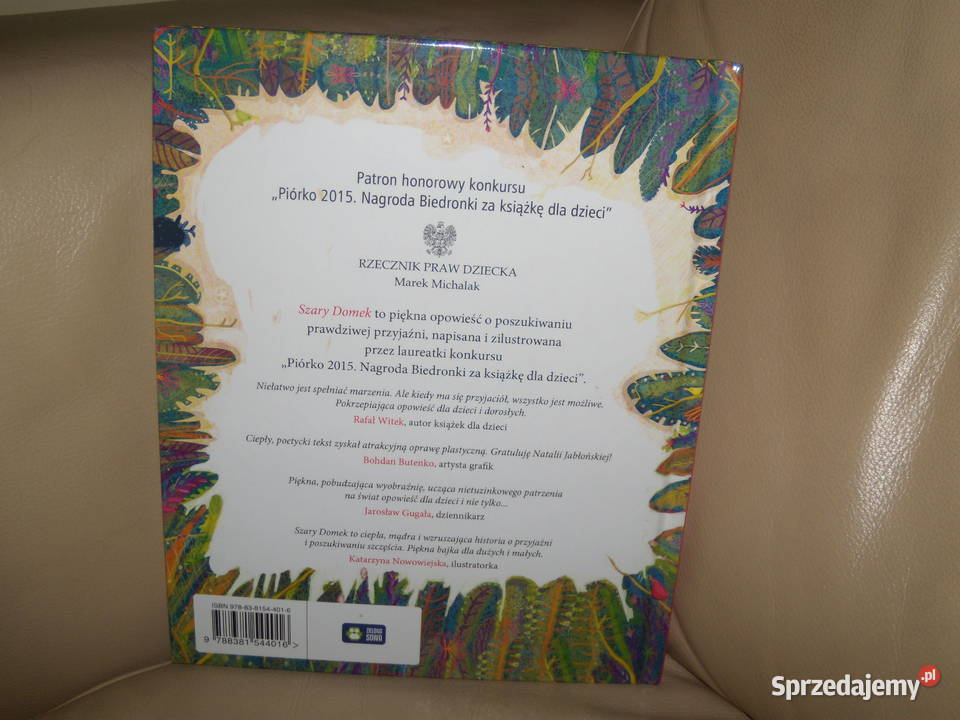 Patron honorowy konkursu
„Piórko 2015. Nagroda Biedronki za książkę dla dzieci”
RZECZNIK PRAW DZIECKA
Marek Michalak
Szary Domek to piękna opowieść o poszukiwaniu
prawdziwej przyjaźni, napisana i zilustrowana
przez laureatki konkursu
„Piórko 2015. Nagroda Biedronki za książkę dla dzieci”.
Niełatwo jest spełniać marzenia. Ale kiedy ma się przyjaciół, wszystko jest możliwe.
Pokrzepiająca opowieść dla dzieci i dorosłych.
Rafał Witek, autor książek dla dzieci
Ciepły, poetycki tekst zyskał atrakcyjną oprawę plastyczną. Gratuluję Natalii Jabłońskiej!
Bohdan Butenko, artysta grafik
Piękna, pobudzająca wyobraźnię, ucząca nietuzinkowego patrzenia
na świat opowieść dla dzieci i nie tylko...
Jarosław Gugała, dziennikarz
Szary Domek to ciepła, mądra i wzruszająca historia o przyjaźni
i poszukiwaniu szczęścia. Piękna bajka dla dużych i małych.
Katarzyna Nowowiejska, ilustratorka
ISBN 978-83-8154-401-6
9 788381 544016 >
ZIELONA
SOWA
Sprzedajemy.pl